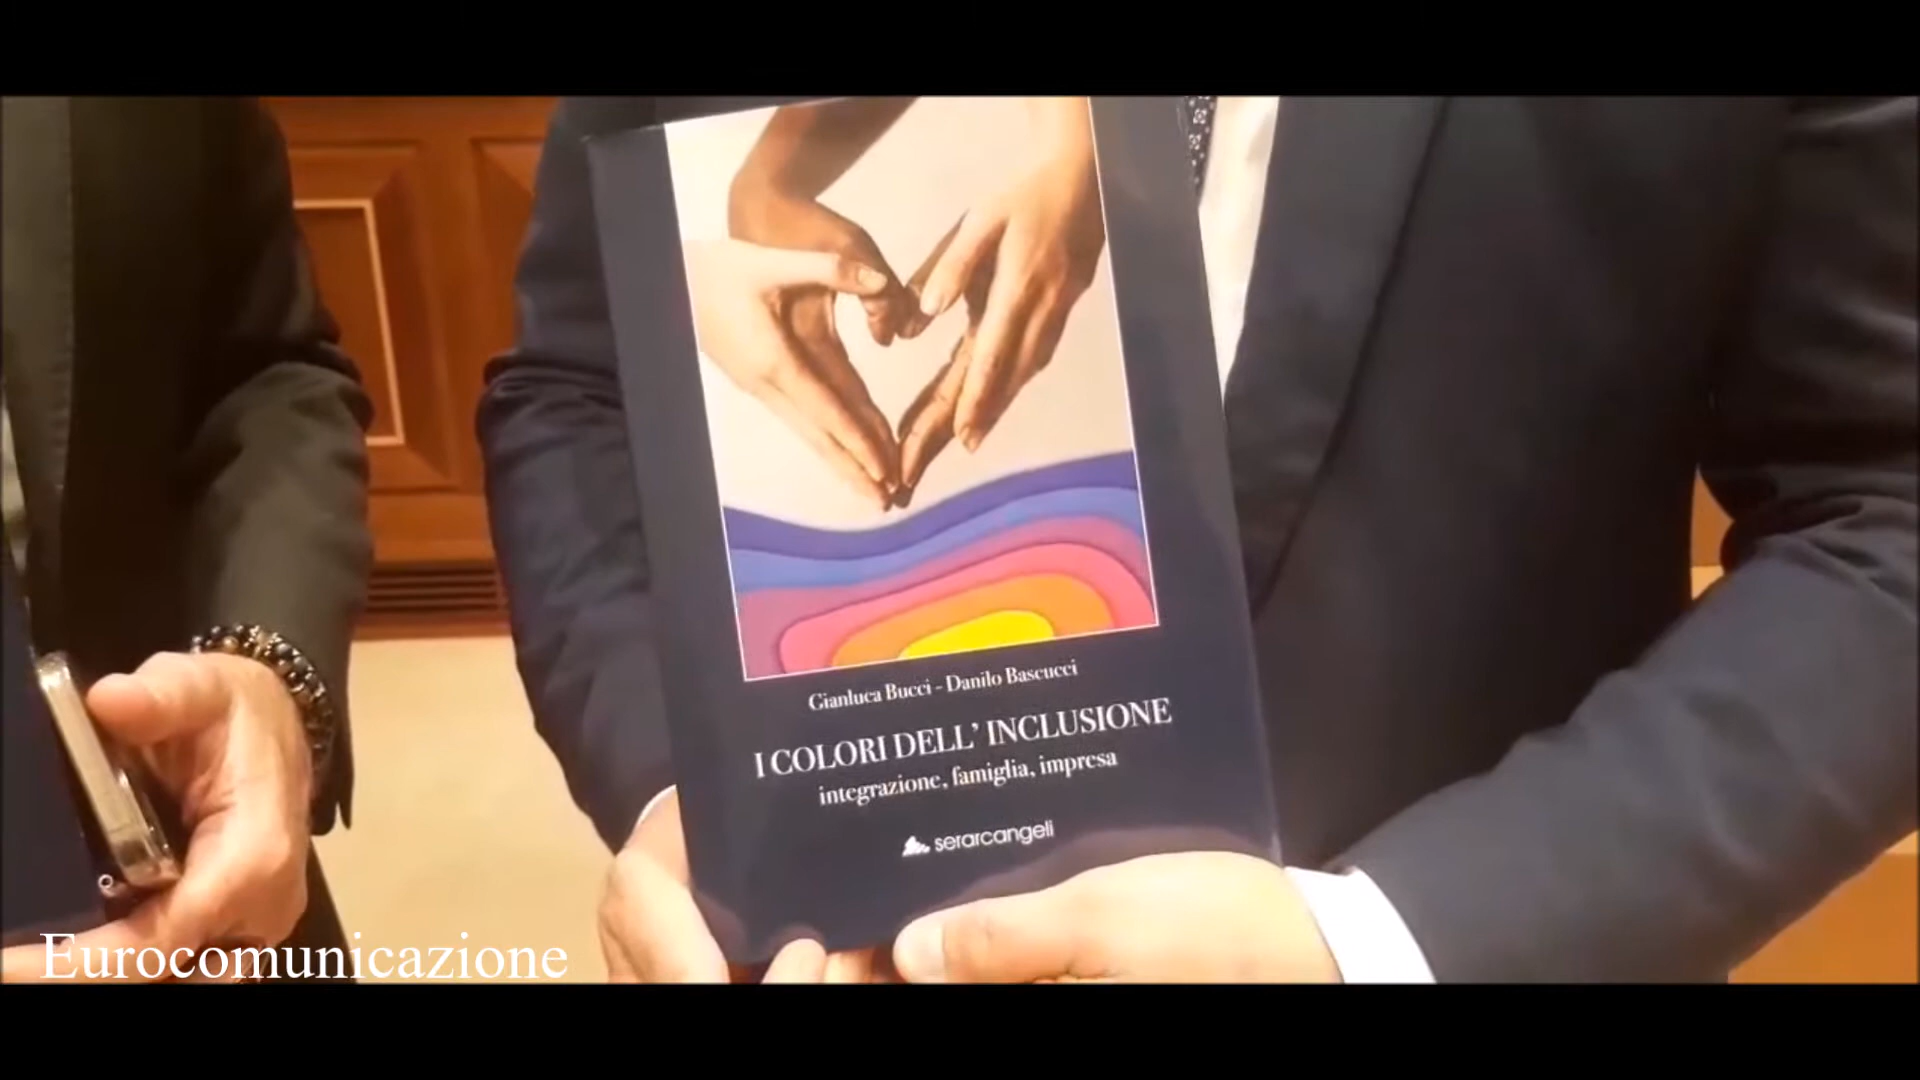 Gianluca Bucci - Danilo Bascucci
I COLORI DELL' INCLUSIONE
integrazione, famiglia, impresa
serarcangeli
Eurocomunicazione